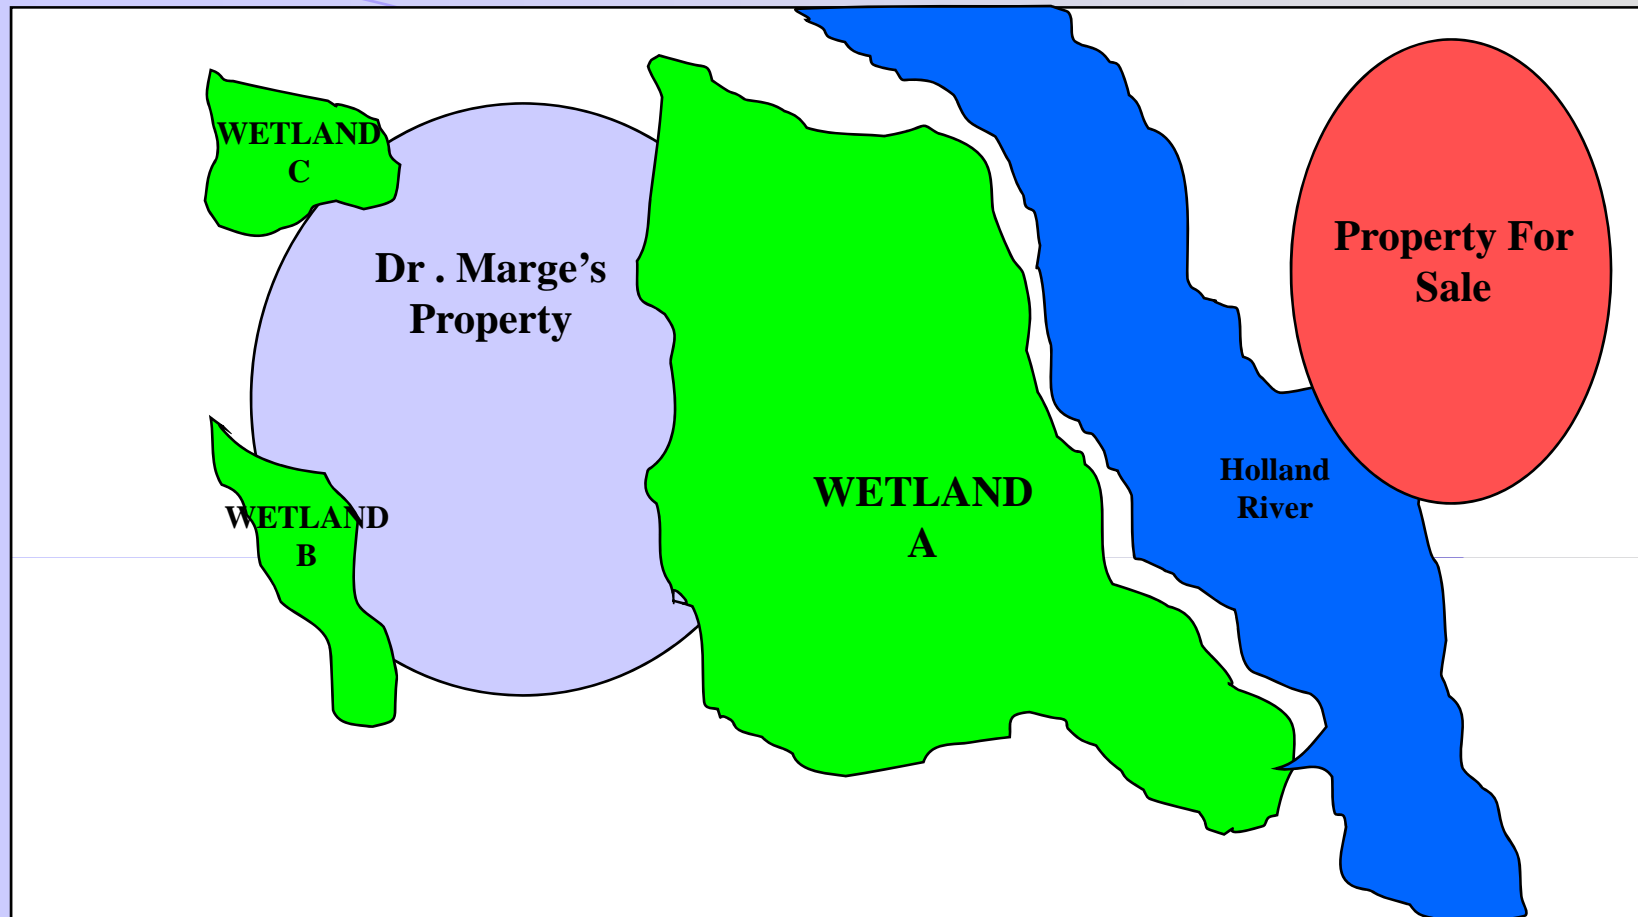 WETLAND
C
Dr . Marge’s
Property
Property For
Sale
WETLAND
A
Holland
River
WETLAND
B